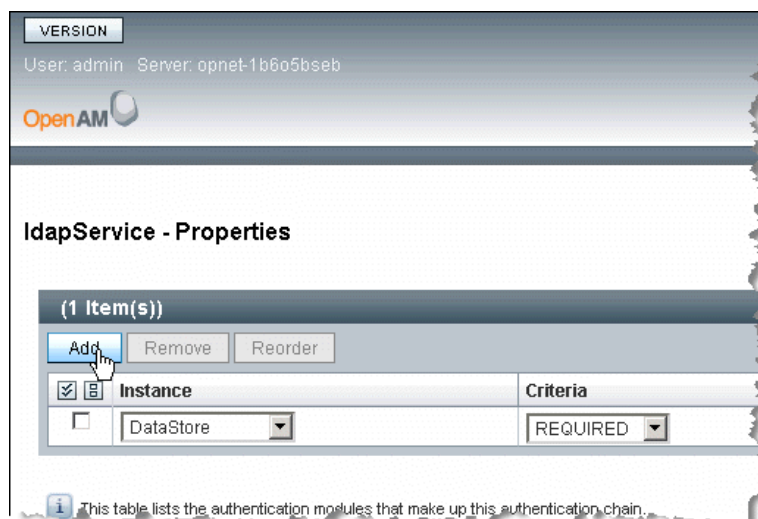 VERSION
User: admin Server: opnet-1b6o5bseb
OpenAM
ldapService - Properties
(1 Item(s))
Add Remove Reorder
Instance Criteria
DataStore REQUIRED
i This table lists the authentication modules that make up this authentication chain.